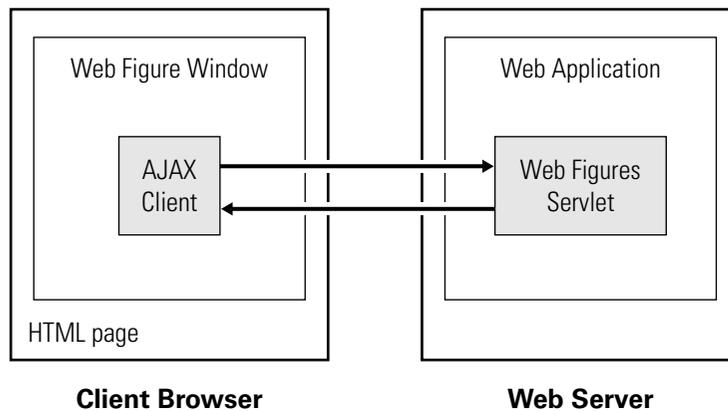 Web Figure Window
AJAX
Client
HTML page
Client Browser
Web Application
Web Figures
Servlet
Web Server